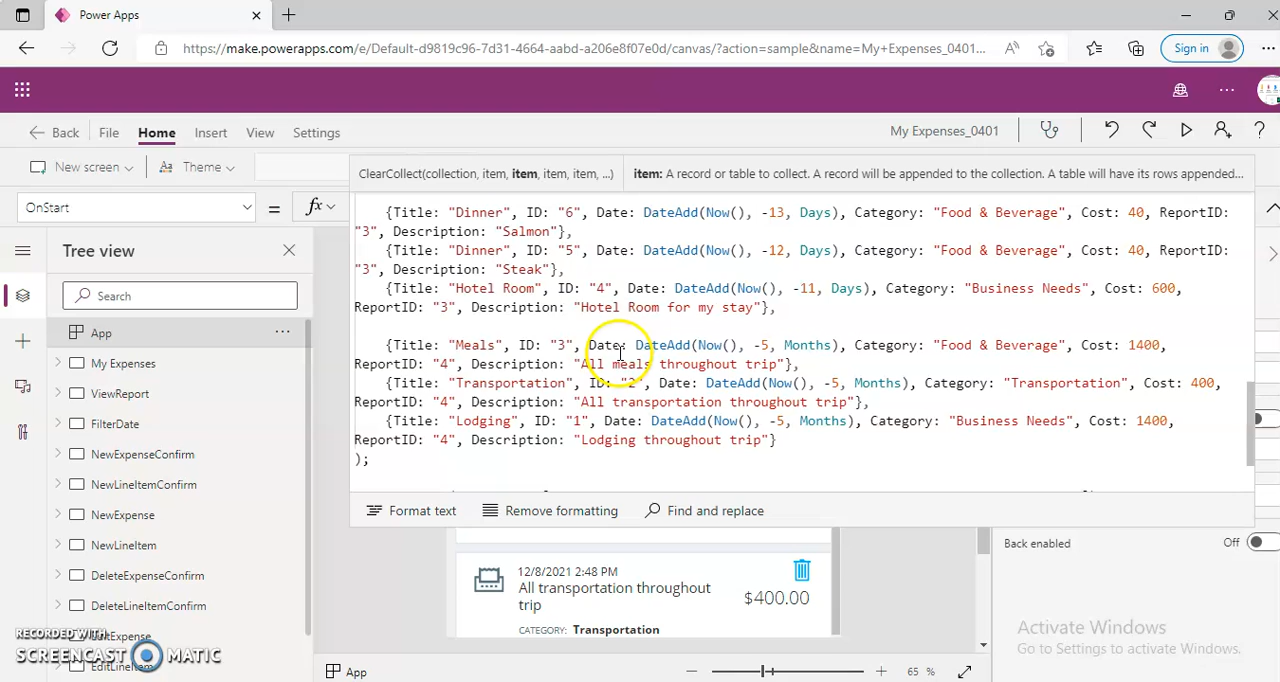 Power Apps
https://make.powerapps.com/e/Default-d9819c96-7d31-4664-aabd-a206e8f07e0d/canvas/?action=sample&name=My+Expenses_0401...
Sign in
Back File Home Insert View Settings
My Expenses_0401
New screen
Theme
ClearCollect(collection, item, item, item, item, ...)
item: A record or table to collect. A record will be appended to the collection. A table will have its rows appended...
OnStart
= fx
{Title: "Dinner", ID: "6", Date: DateAdd(Now(), -13, Days), Category: "Food & Beverage", Cost: 40, ReportID:
"3", Description: "Salmon"},
{Title: "Dinner", ID: "5", Date: DateAdd(Now(), -12, Days), Category: "Food & Beverage", Cost: 40, ReportID:
"3", Description: "Steak"},
{Title: "Hotel Room", ID: "4", Date: DateAdd(Now(), -11, Days), Category: "Business Needs", Cost: 600,
ReportID: "3", Description: "Hotel Room for my stay"},
{Title: "Meals", ID: "3", Date: DateAdd(Now(), -5, Months), Category: "Food & Beverage", Cost: 1400,
ReportID: "4", Description: "All meals throughout trip"},
{Title: "Transportation", ID: "2", Date: DateAdd(Now(), -5, Months), Category: "Transportation", Cost: 400,
ReportID: "4", Description: "All transportation throughout trip"},
{Title: "Lodging", ID: "1", Date: DateAdd(Now(), -5, Months), Category: "Business Needs", Cost: 1400,
ReportID: "4", Description: "Lodging throughout trip"}
);
Format text
Remove formatting
Find and replace
Tree view
Search
App
My Expenses
ViewReport
FilterDate
NewExpenseConfirm
NewLineItemConfirm
NewExpense
NewLineItem
DeleteExpenseConfirm
DeleteLineItemConfirm
EditExpense
RECORDED WITH
SCREENCAST MATIC
12/8/2021 2:48 PM
All transportation throughout
trip
$400.00
CATEGORY: Transportation
Back enabled
Off
Activate Windows
Go to Settings to activate Windows.
App
65 %